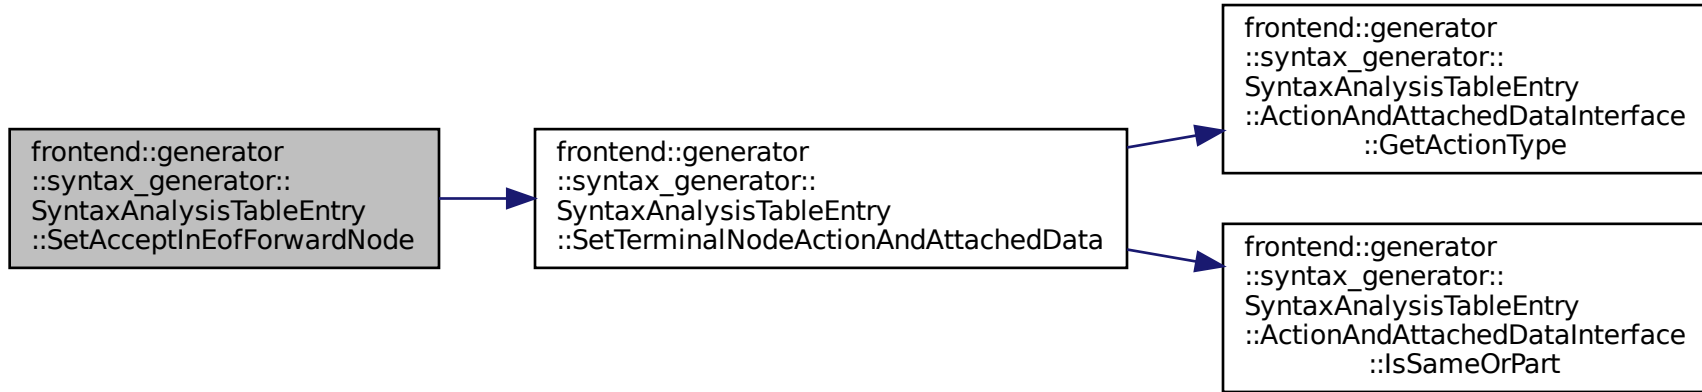 frontend::generator
::syntax_generator::
SyntaxAnalysisTableEntry
::SetAcceptInEofForwardNode
frontend::generator
::syntax_generator::
SyntaxAnalysisTableEntry
::SetTerminalNodeActionAndAttachedData
frontend::generator
::syntax_generator::
SyntaxAnalysisTableEntry
::ActionAndAttachedDataInterface
::GetActionType
frontend::generator
::syntax_generator::
SyntaxAnalysisTableEntry
::ActionAndAttachedDataInterface
::IsSameOrPart